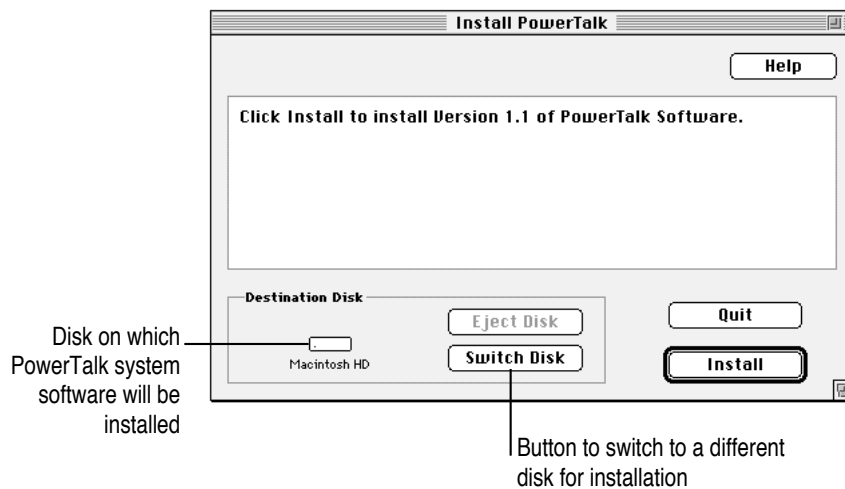 Install PowerTalk
Help
Click Install to install Version 1.1 of PowerTalk Software.
Destination Disk
Eject Disk
Quit
Macintosh HD
Switch Disk
Install
Disk on which
PowerTalk system
software will be
installed
Button to switch to a different
disk for installation